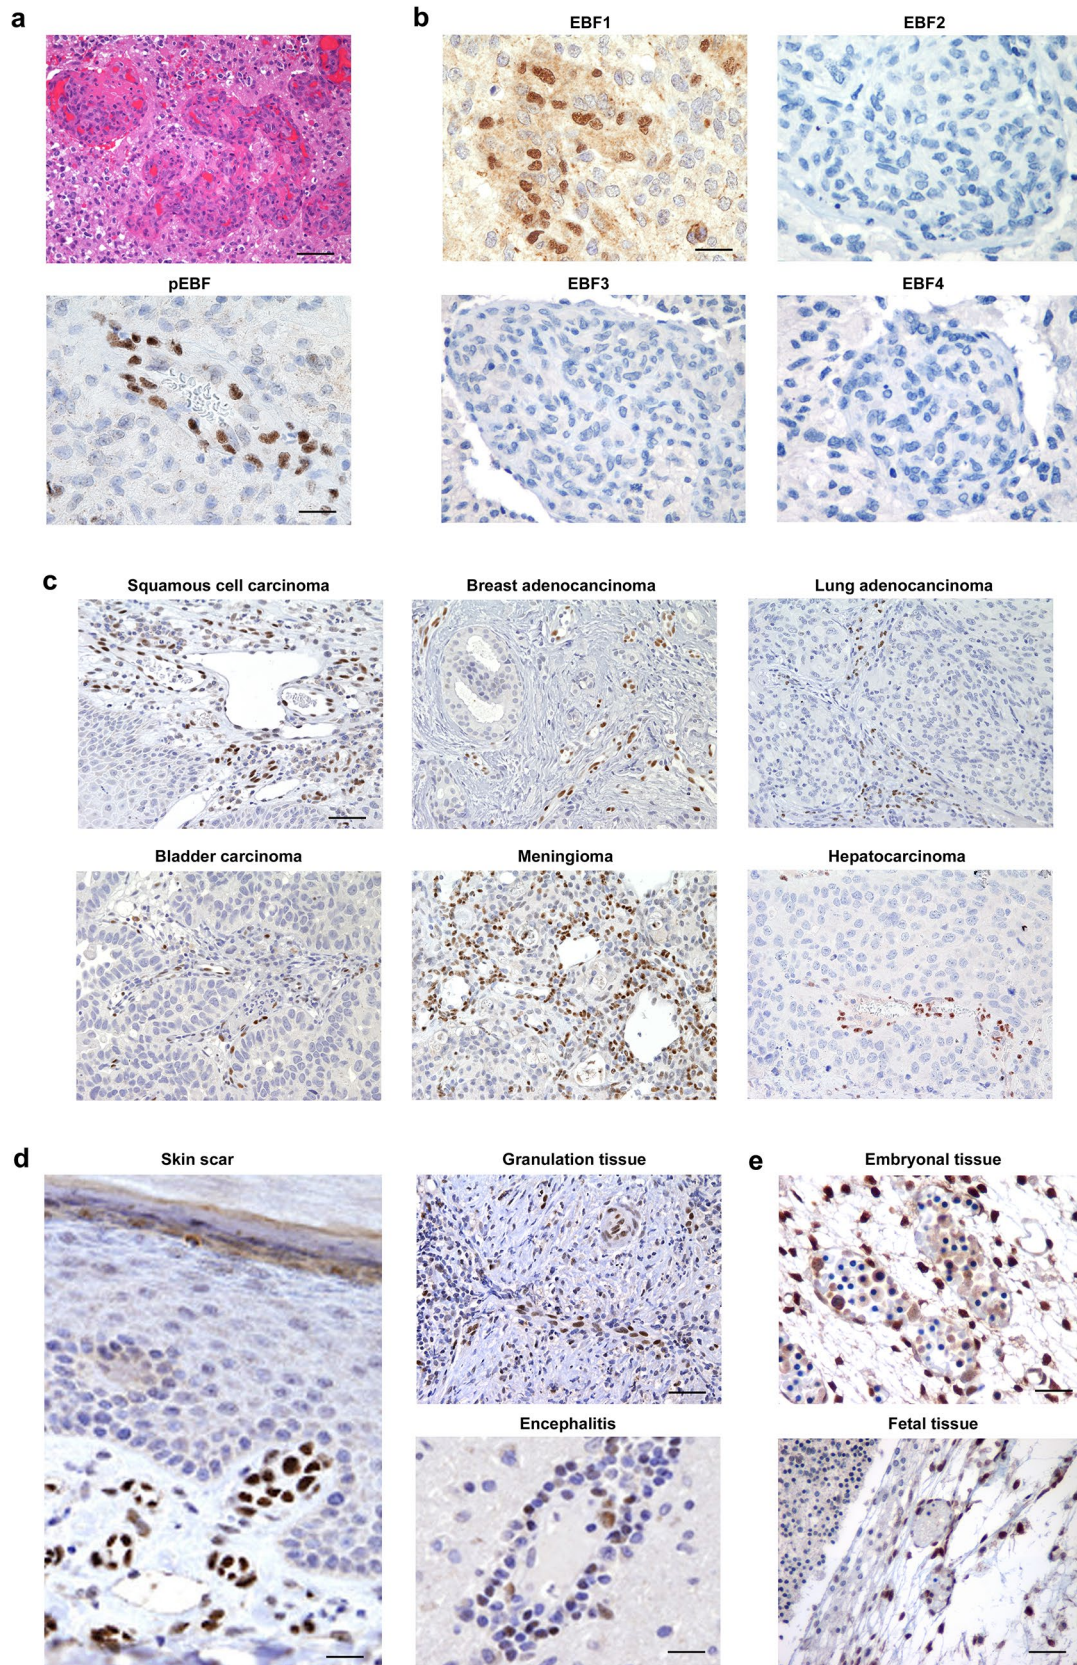 a
b
EBF1
EBF2
pEBF
EBF3
EBF4
c
Squamous cell carcinoma
Breast adenocancinoma
Lung adenocancinoma
Bladder carcinoma
Meningioma
Hepatocarcinoma
d
Skin scar
Granulation tissue
e
Embryonal tissue
Encephalitis
Fetal tissue